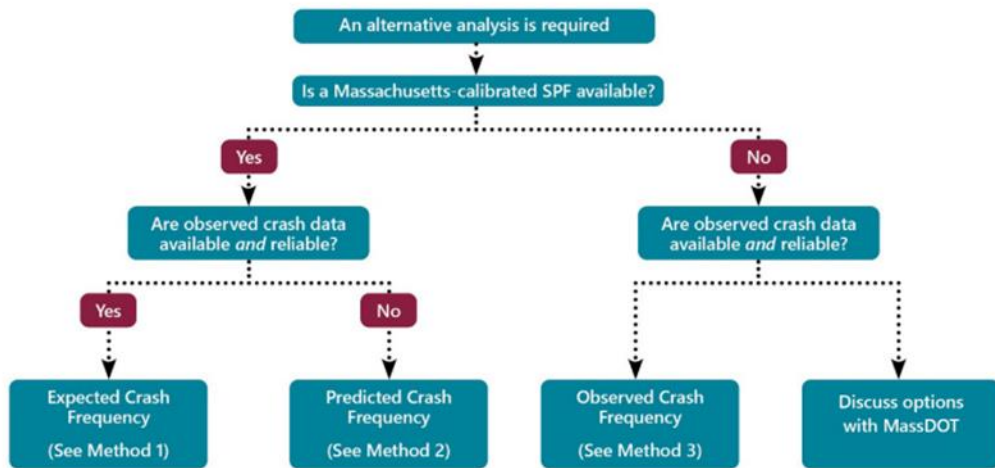 An alternative analysis is required
Is a Massachusetts-calibrated SPF available?
Yes
No
Are observed crash data
available and reliable?
Are observed crash data
available and reliable?
Yes
No
Expected Crash
Frequency
(See Method 1)
Predicted Crash
Frequency
(See Method 2)
Observed Crash
Frequency
(See Method 3)
Discuss options
with MassDOT